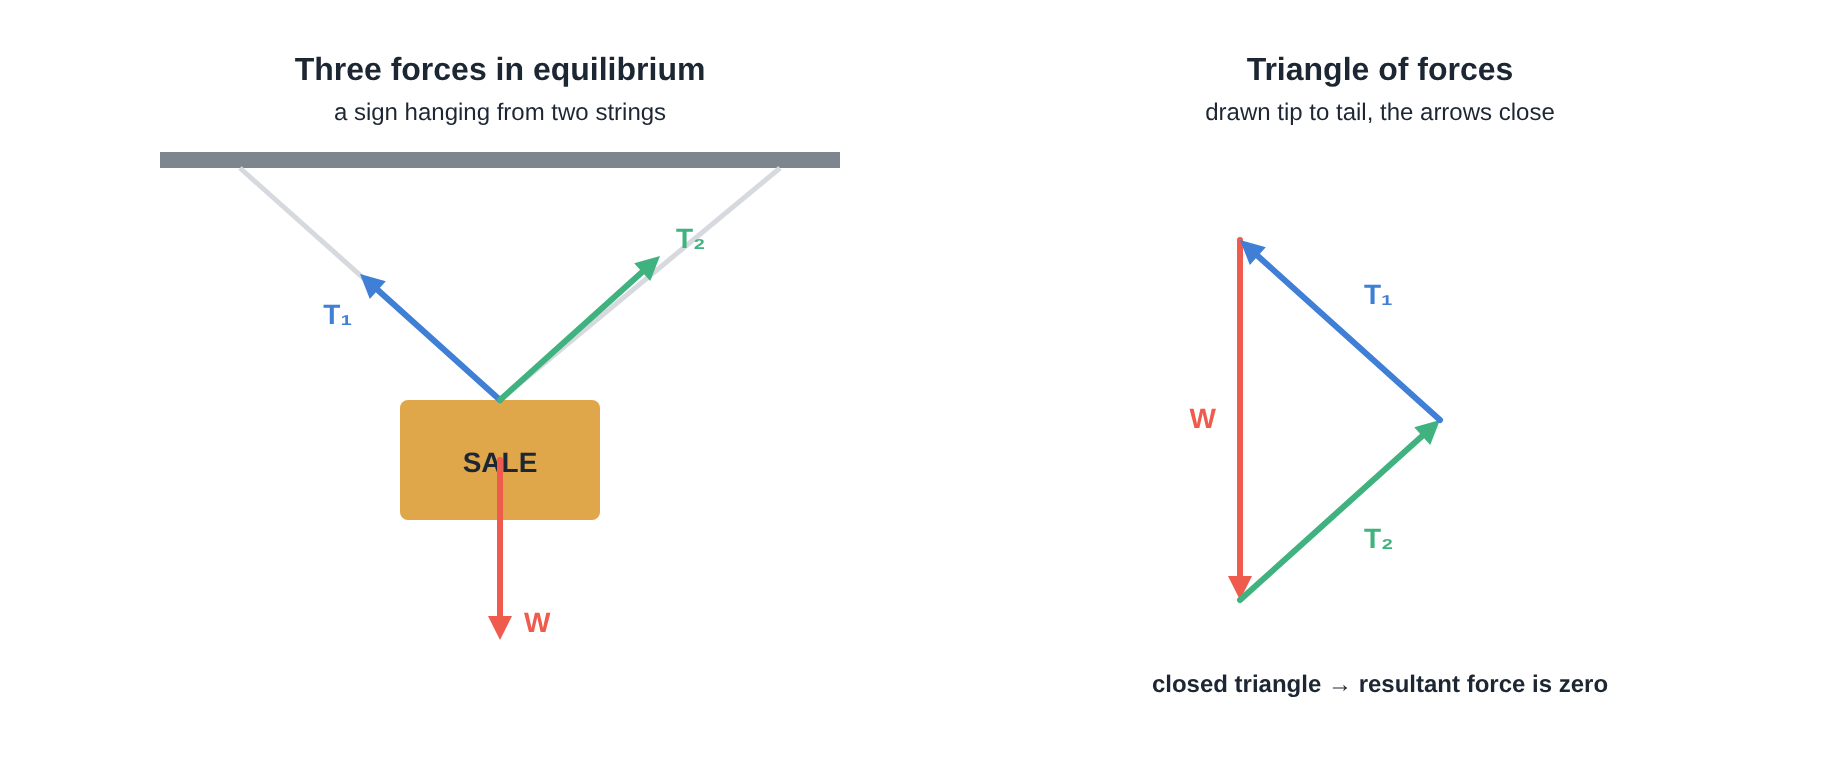 Three forces in equilibrium
a sign hanging from two strings
T₂
T₁
SALE
W
Triangle of forces
drawn tip to tail, the arrows close
T₁
W
T₂
closed triangle → resultant force is zero